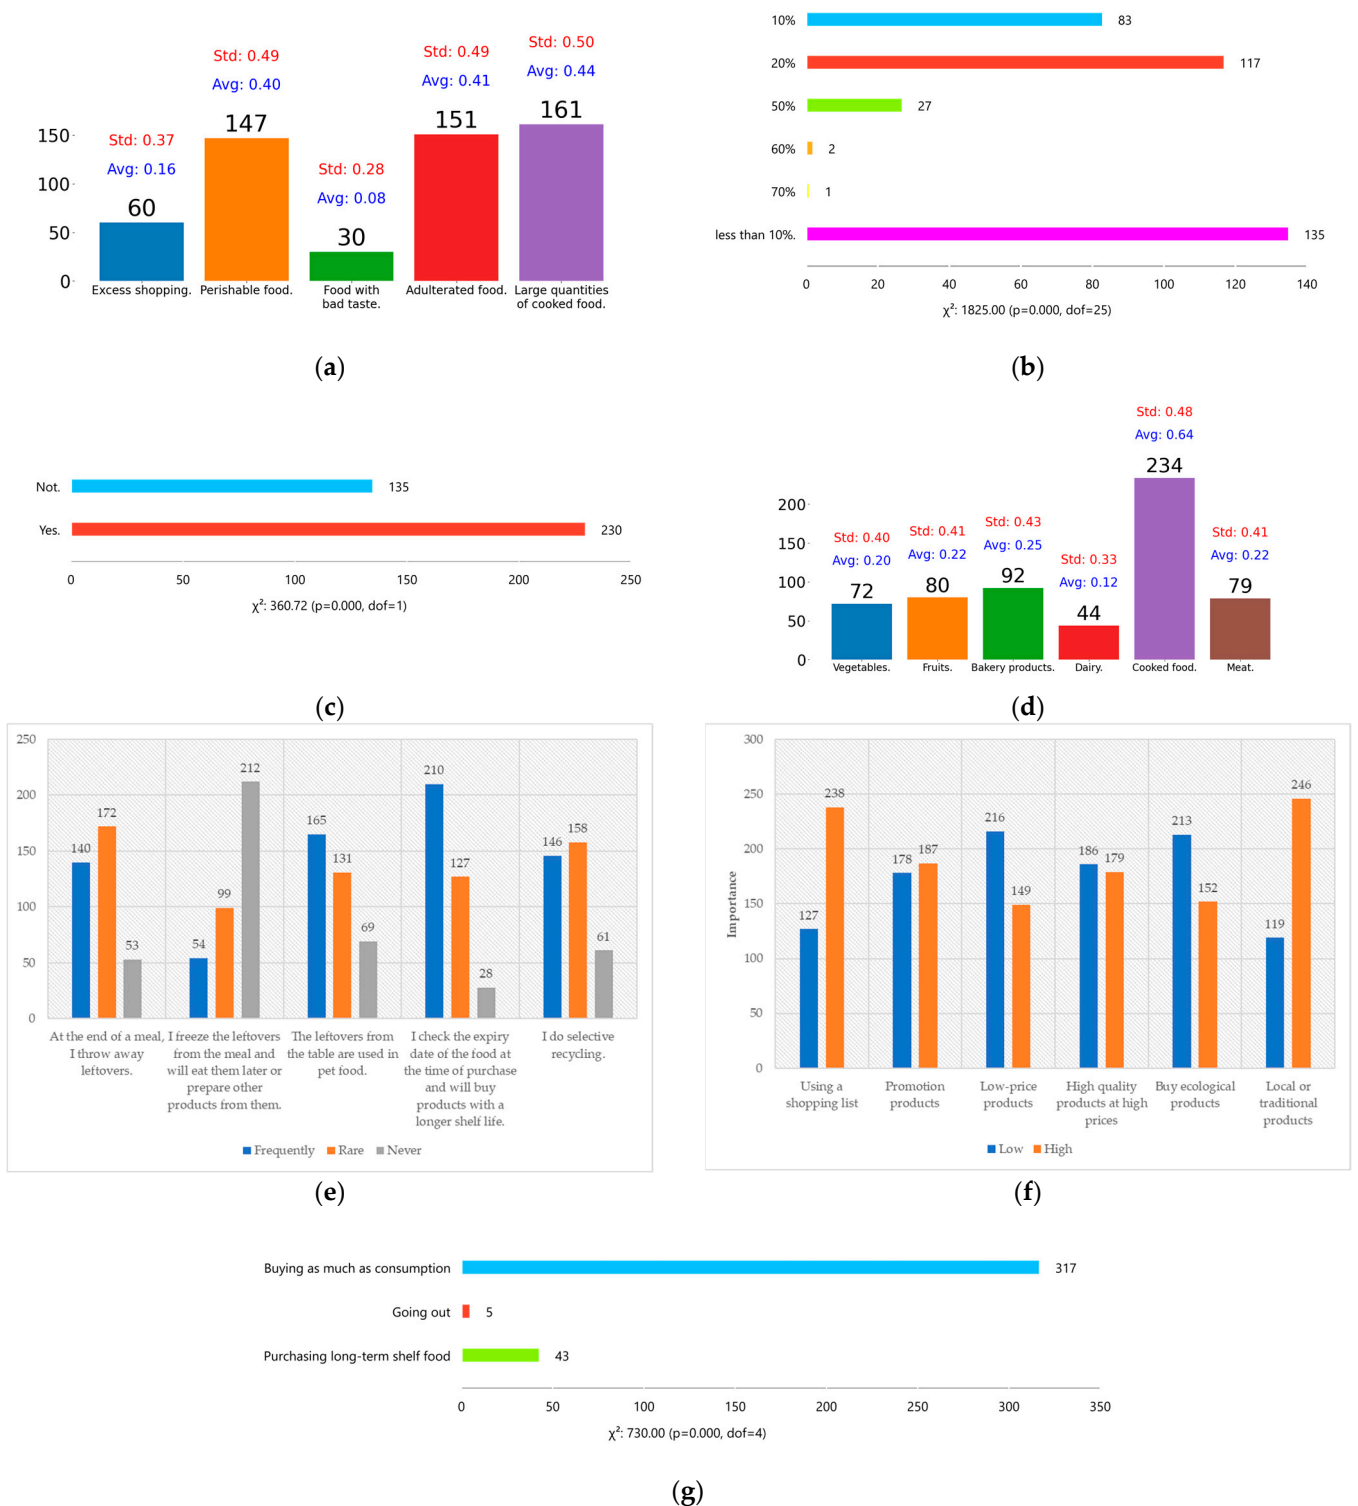 Std: 0.37
Avg: 0.16
60
Std: 0.49
Avg: 0.40
147
Std: 0.28
Avg: 0.08
30
Std: 0.49
Avg: 0.41
151
Std: 0.50
Avg: 0.44
161
150
100
50
0
Excess shopping. Perishable food. Food with bad taste. Adulterated food. Large quantities of cooked food.
(a)
10% 83
20% 117
50% 27
60% 2
70% 1
less than 10%. 135
0 20 40 60 80 100 120 140
χ²: 1825.00 (p=0.000, dof=25)
(b)
Not. 135
Yes. 230
0 50 100 150 200 250
χ²: 360.72 (p=0.000, dof=1)
(c)
Std: 0.40
Avg: 0.20
72
Std: 0.41
Avg: 0.22
80
Std: 0.43
Avg: 0.25
92
Std: 0.33
Avg: 0.12
44
Std: 0.48
Avg: 0.64
234
Std: 0.41
Avg: 0.22
79
200
150
100
50
0
Vegetables. Fruits. Bakery products. Dairy. Cooked food. Meat.
(d)
250
200
150
100
50
0
140 172 53
54 99 212
165 131 69
210 127 28
146 158 61
At the end of a meal,
I throw away
leftovers.
I freeze the leftovers
from the meal and
will eat them later or
prepare other
products from them.
The leftovers from
the table are used in
pet food.
I check the expiry
date of the food at
the time of purchase
and will buy
products with a
longer shelf life.
I do selective
recycling.
Frequently Rare Never
(e)
Importance
300
250
200
150
100
50
0
127 238
178 187
216 149
186 179
213 152
119 246
Using a
shopping list
Promotion
products
Low-price
products
High quality
products at high
prices
Buy ecological
products
Local or
traditional
products
Low High
(f)
Buying as much as consumption 317
Going out 5
Purchasing long-term shelf food 43
0 50 100 150 200 250 300 350
χ²: 730.00 (p=0.000, dof=4)
(g)